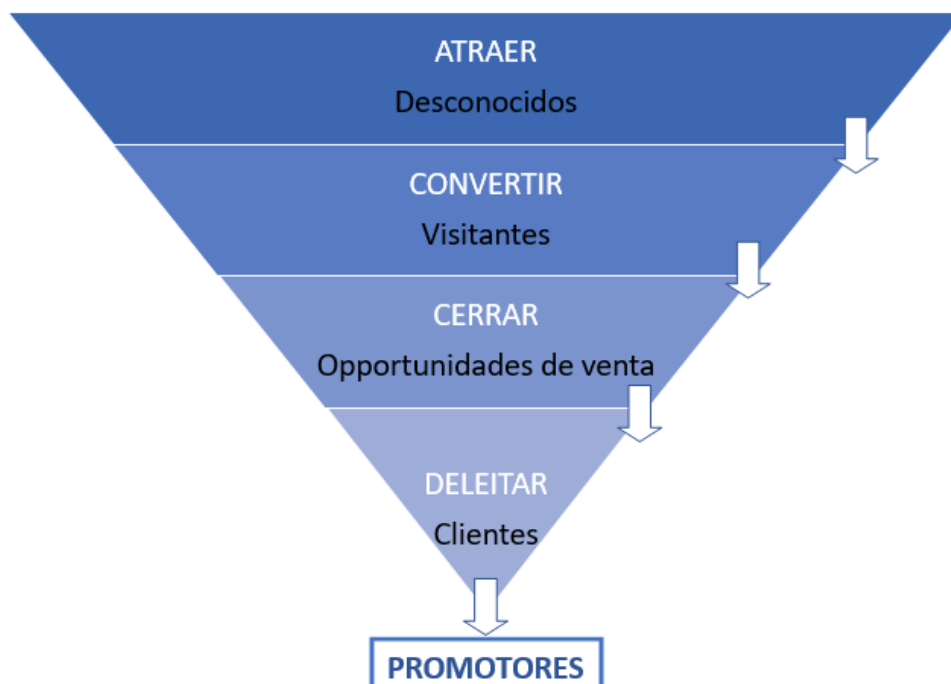 ATRAER
Desconocidos
CONVERTIR
Visitantes
CERRAR
Opportunidades de venta
DELEITAR
Clientes
PROMOTORES